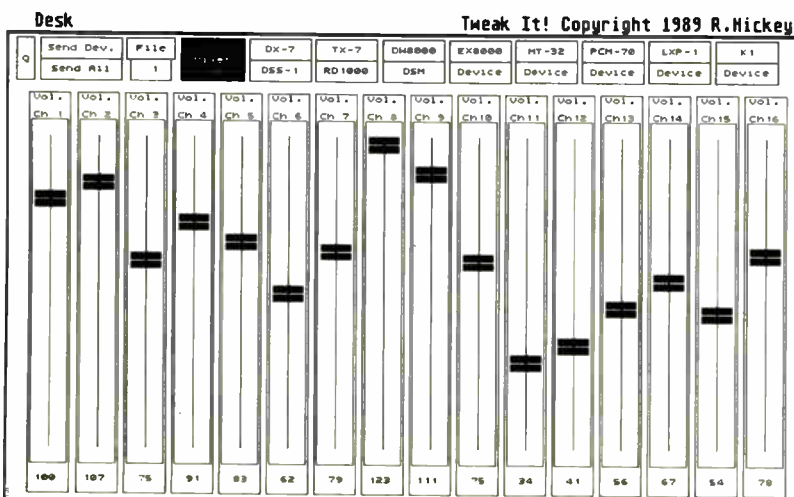 Desk Tweak It! Copyright 1989 R.Hickey
Q Send Dev. File DX-7 TX-7 DW8000 EX8000 MT-32 PCM-70 LXP-1 K1
Send All 1 DSS-1 RD1000 DSM Device Device Device Device Device Device
Vol. Vol. Vol. Vol. Vol. Vol. Vol. Vol. Vol. Vol. Vol. Vol. Vol. Vol. Vol. Vol.
Ch 1 Ch 2 Ch 3 Ch 4 Ch 5 Ch 6 Ch 7 Ch 8 Ch 9 Ch10 Ch11 Ch12 Ch13 Ch14 Ch15 Ch16
100 107 75 91 83 62 79 123 111 75 34 41 56 67 54 78